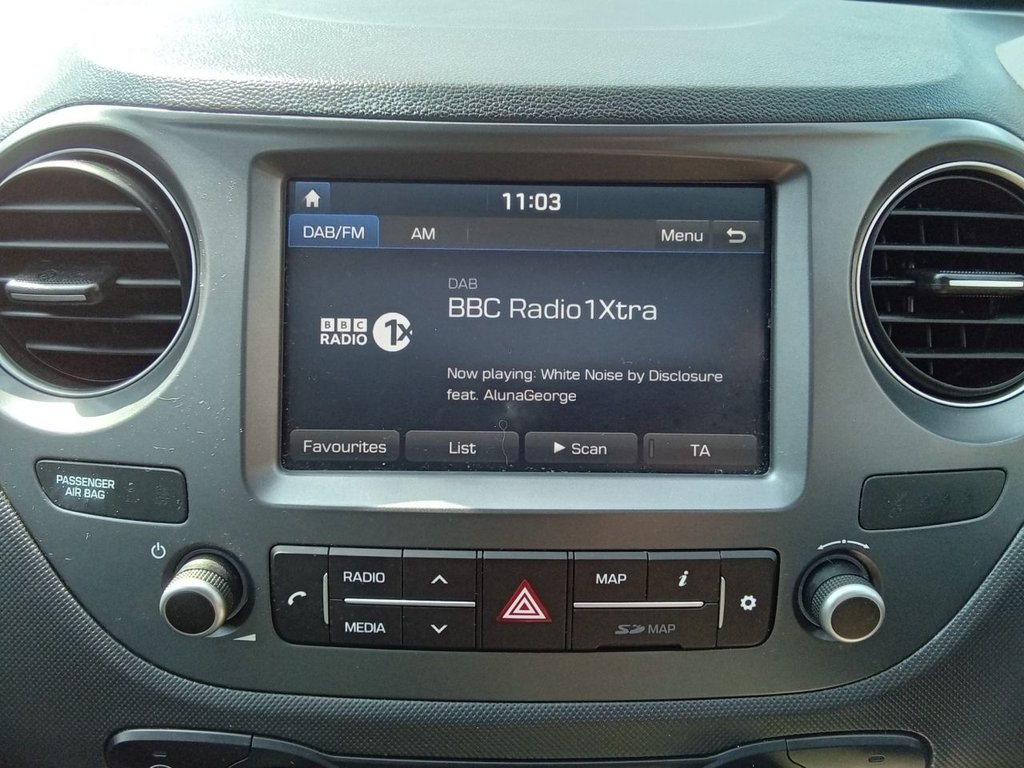 11:03
DAB/FM AM Menu
DAB
BBC Radio1Xtra
BBC
RADIO 1X
Now playing: White Noise by Disclosure
feat. AlunaGeorge
Favourites List Scan TA
PASSENGER
AIR BAG
RADIO MAP i
MEDIA SD MAP